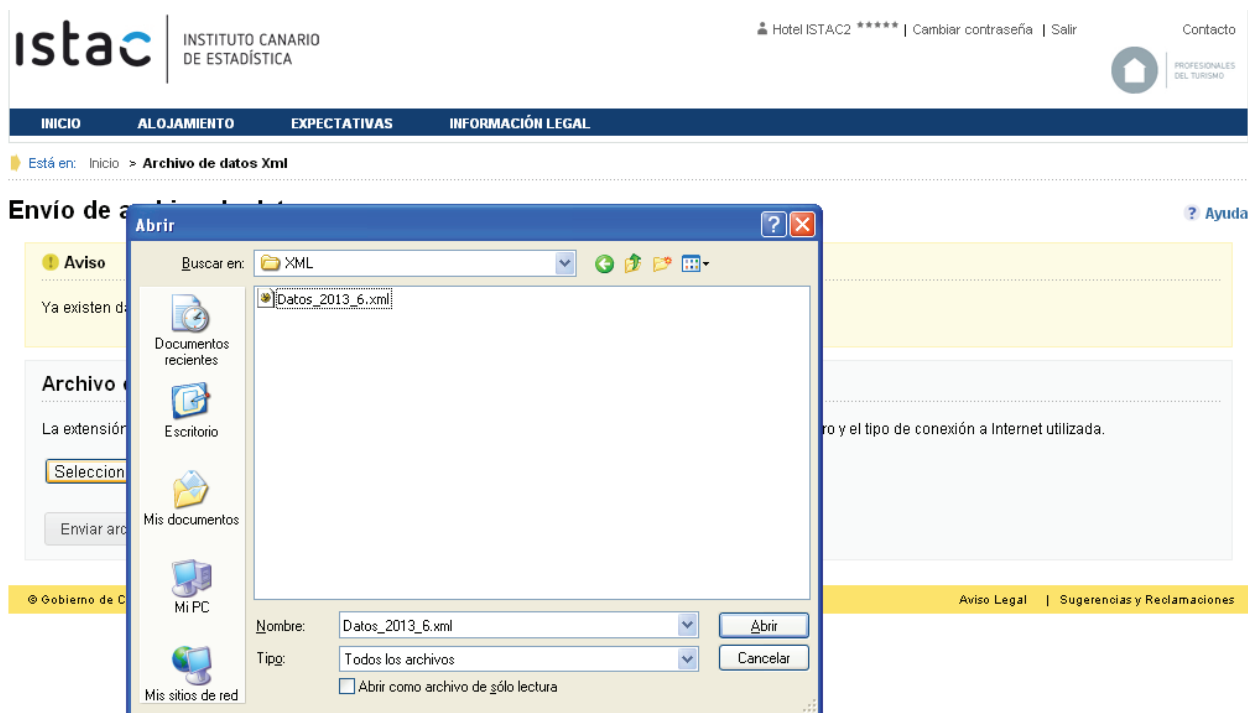 istac
INSTITUTO CANARIO
DE ESTADÍSTICA
Hotel ISTAC2 ***** | Cambiar contraseña | Salir
Contacto
PROFESIONALES
DEL TURISMO
INICIO ALOJAMIENTO EXPECTATIVAS INFORMACIÓN LEGAL
Está en: Inicio > Archivo de datos Xml
Envío de
? Ayuda
Abrir
Aviso
Buscar en: XML
Ya existen
Datos_2013_6.xml
Documentos
recientes
Archivo
La extensión
ro y el tipo de conexión a Internet utilizada.
Escritorio
Seleccion
Mis documentos
Enviar arc
Mi PC
© Gobierno de C
Aviso Legal | Sugerencias y Reclamaciones
Nombre: Datos_2013_6.xml Abrir
Tipo: Todos los archivos Cancelar
Abrir como archivo de sólo lectura
Mis sitios de red